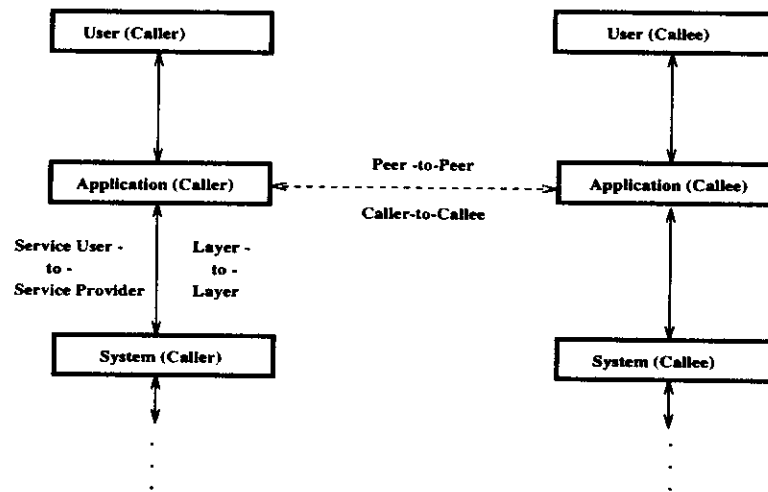 User (Caller)
User (Callee)
Peer -to-Peer
Application (Caller)
Application (Callee)
Caller-to-Callee
Service User -
to -
Service Provider
Layer -
to -
Layer
System (Caller)
System (Callee)